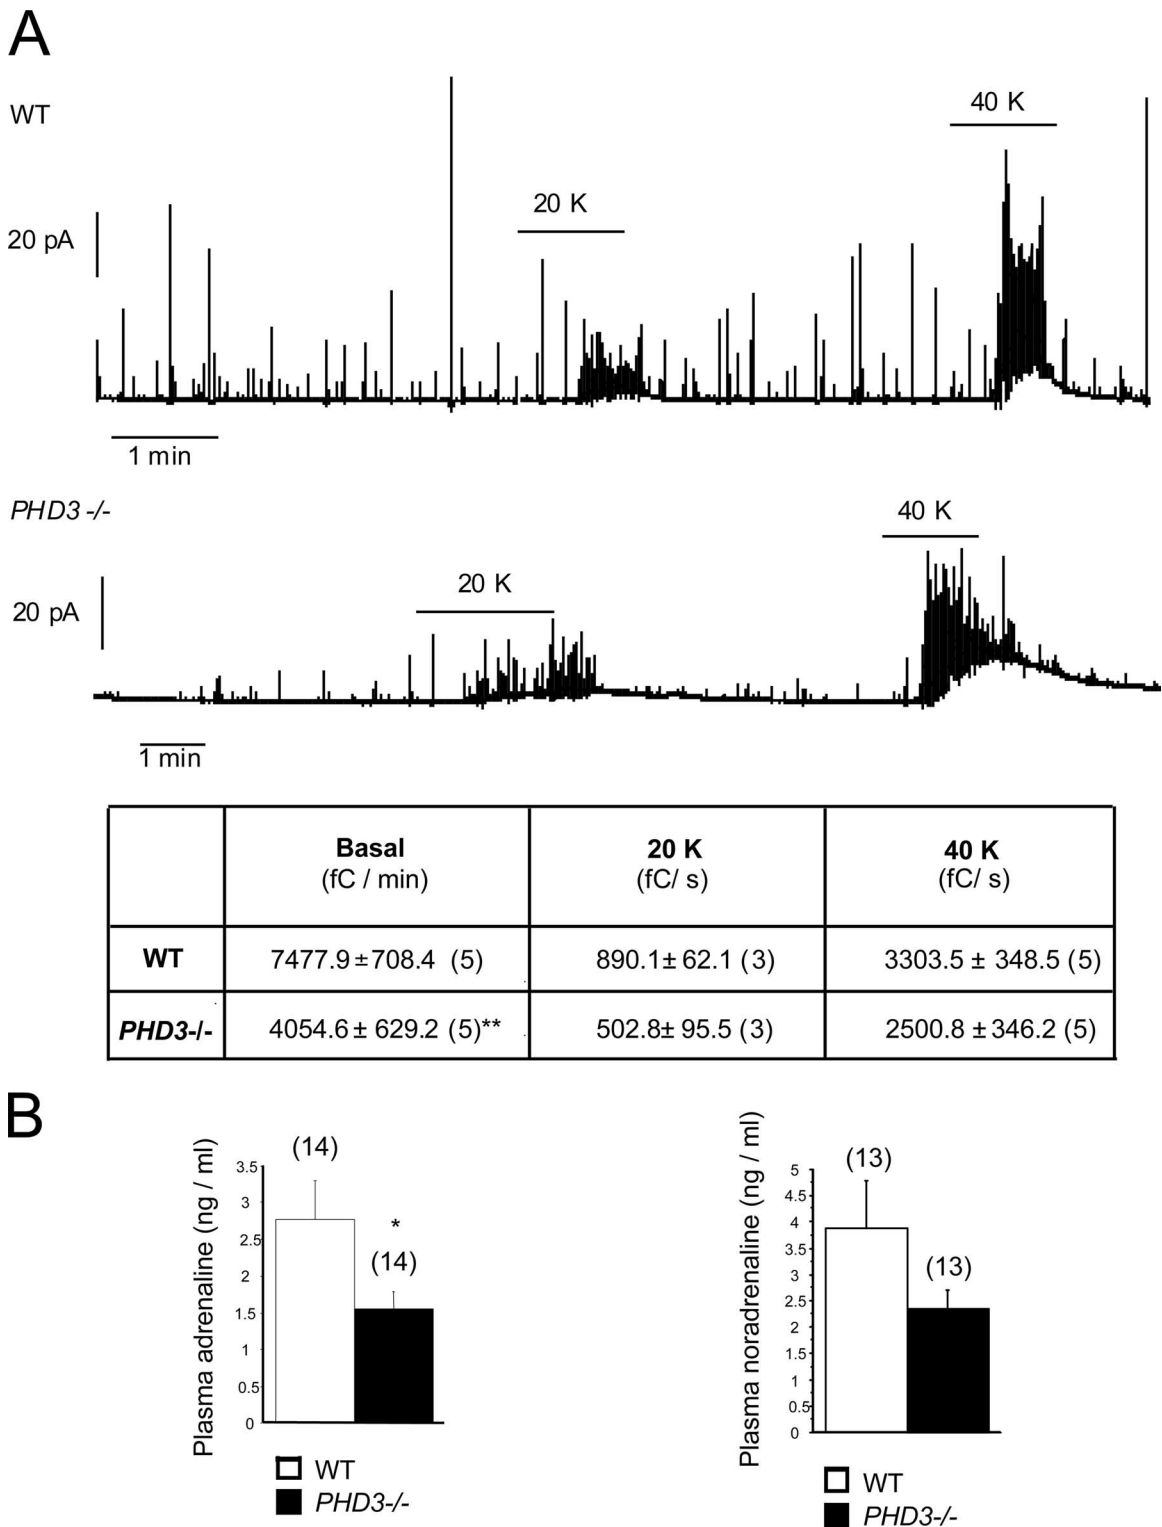 A
WT
40 K
20 K
20 pA
1 min
PHD3 -/-
40 K
20 K
20 pA
1 min
Basal (fC / min) 20 K (fC/ s) 40 K (fC/ s)
WT 7477.9 ± 708.4 (5) 890.1 ± 62.1 (3) 3303.5 ± 348.5 (5)
PHD3-/- 4054.6 ± 629.2 (5)** 502.8 ± 95.5 (3) 2500.8 ± 346.2 (5)
B
Plasma adrenaline (ng / ml)
3.5
3
2.5
2
1.5
1
0.5
0
(14)
*
(14)
WT
PHD3-/-
Plasma noradrenaline (ng / ml)
5
4.5
4
3.5
3
2.5
2
1.5
1
0.5
0
(13)
(13)
WT
PHD3-/-